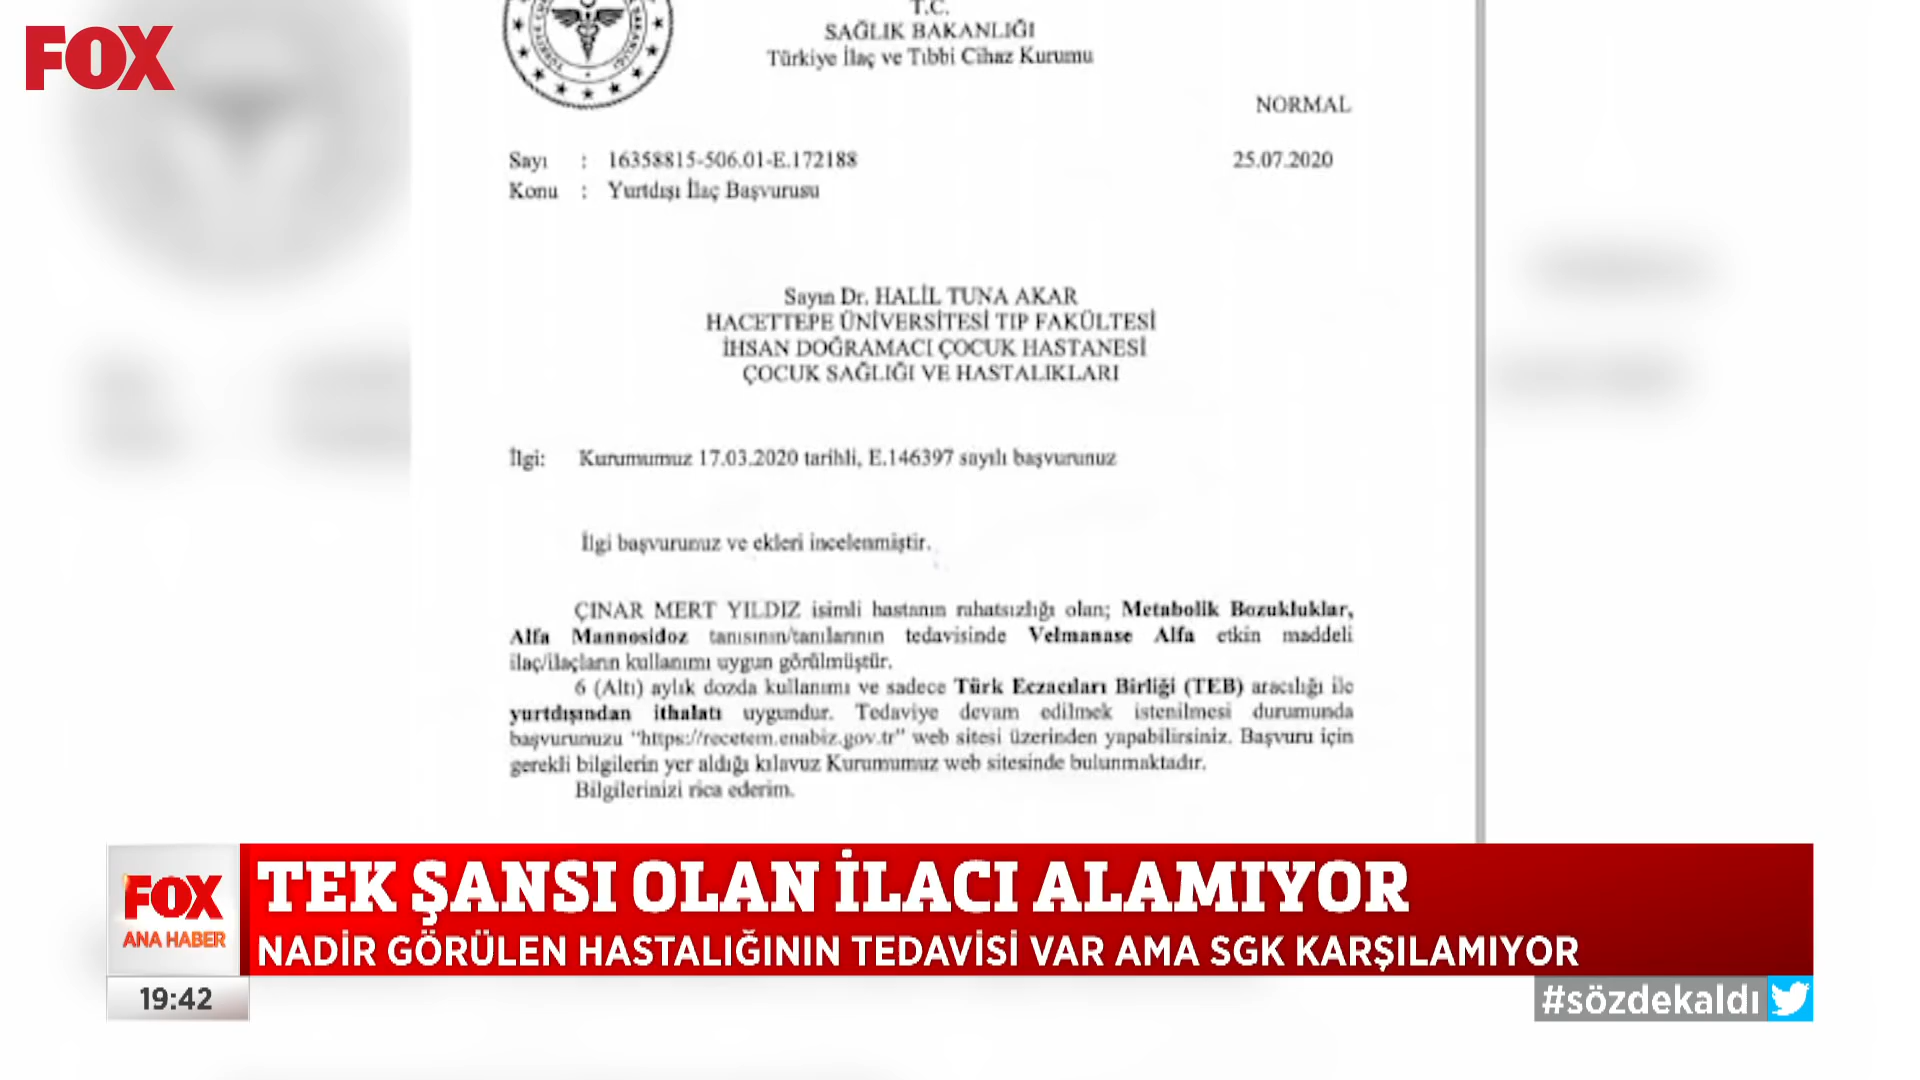 FOX
T.C.
SAĞLIK BAKANLIĞI
Türkiye İlaç ve Tıbbi Cihaz Kurumu
NORMAL
Sayı : 16358815-506.01-E.172188 25.07.2020
Konu : Yurtdışı İlaç Başvurusu
Sayın Dr. HALİL TUNA AKAR
HACETTEPE ÜNİVERSİTESİ TIP FAKÜLTESİ
İHSAN DOĞRAMACI ÇOCUK HASTANESİ
ÇOCUK SAĞLIĞI VE HASTALIKLARI
İlgi: Kurumumuz 17.03.2020 tarihli, E.146397 sayılı başvurunuz
İlgi başvurunuz ve ekleri incelenmiştir.
ÇINAR MERT YILDIZ isimli hastanın rahatsızlığı olan; Metabolik Bozukluklar,
Alfa Mannosidoz tanısının/tanılarının tedavisinde Velmanase Alfa etkin maddeli
ilaç/ilaçların kullanımı uygun görülmüştür.
6 (Altı) aylık dozda kullanımı ve sadece Türk Eczacıları Birliği (TEB) aracılığı ile
yurtdışından ithalatı uygundur. Tedaviye devam edilmek istenilmesi durumunda
başvurunuzu "https://recetem.enabiz.gov.tr" web sitesi üzerinden yapabilirsiniz. Başvuru için
gerekli bilgilerin yer aldığı kılavuz Kurumumuz web sitesinde bulunmaktadır.
Bilgilerinizi rica ederim.
FOX
ANA HABER
TEK ŞANSI OLAN İLACI ALAMIYOR
NADİR GÖRÜLEN HASTALIĞININ TEDAVİSİ VAR AMA SGK KARŞILAMIYOR
19:42
#sözdekaldı